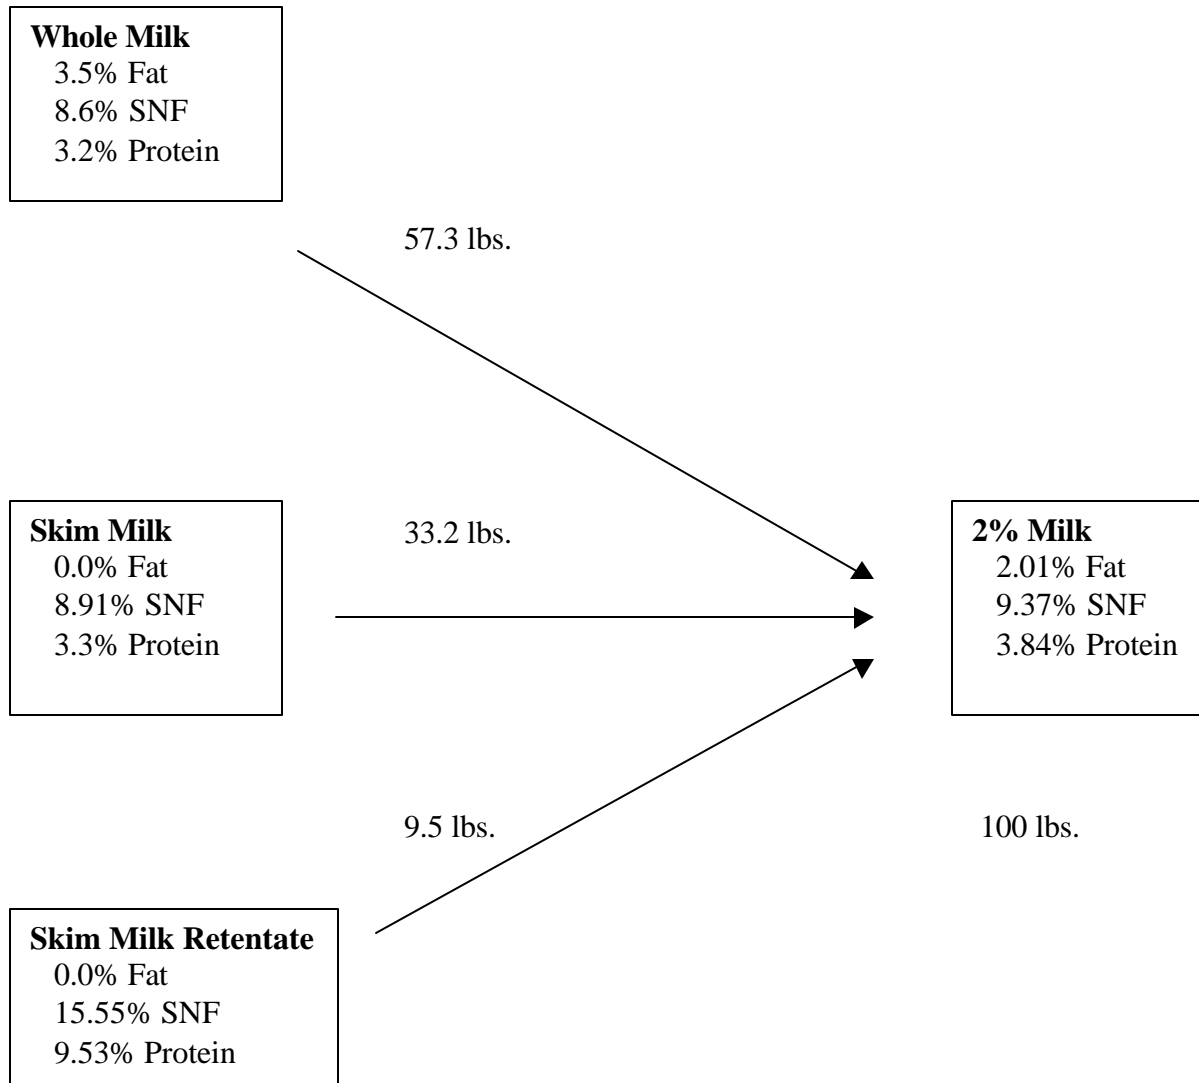 Whole Milk
3.5% Fat
8.6% SNF
3.2% Protein
57.3 lbs.
Skim Milk
0.0% Fat
8.91% SNF
3.3% Protein
33.2 lbs.
2% Milk
2.01% Fat
9.37% SNF
3.84% Protein
9.5 lbs.
100 lbs.
Skim Milk Retentate
0.0% Fat
15.55% SNF
9.53% Protein